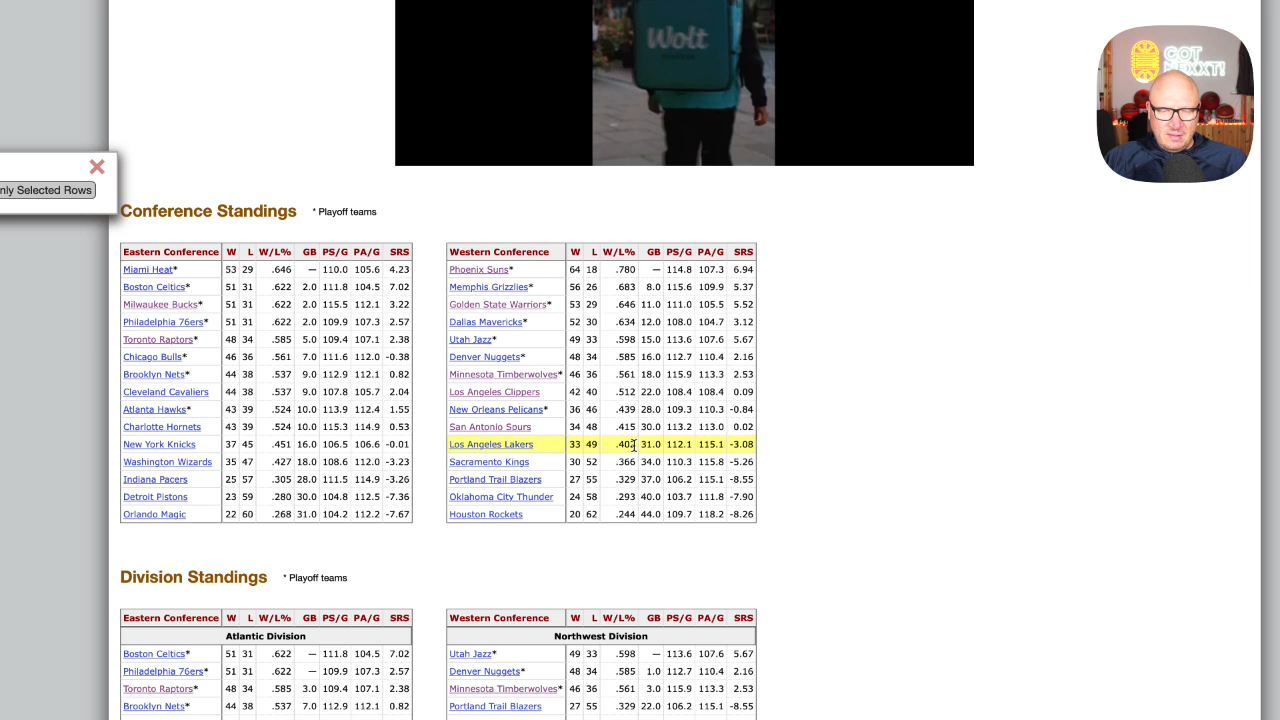 Wolt
GOT
NEXXT!
nly Selected Rows
Conference Standings * Playoff teams
Eastern Conference W L W/L% GB PS/G PA/G SRS
Miami Heat* 53 29 .646 — 110.0 105.6 4.23
Boston Celtics* 51 31 .622 2.0 111.8 104.5 7.02
Milwaukee Bucks* 51 31 .622 2.0 115.5 112.1 3.22
Philadelphia 76ers* 51 31 .622 2.0 109.9 107.3 2.57
Toronto Raptors* 48 34 .585 5.0 109.4 107.1 2.38
Chicago Bulls* 46 36 .561 7.0 111.6 112.0 -0.38
Brooklyn Nets* 44 38 .537 9.0 112.9 112.1 0.82
Cleveland Cavaliers 44 38 .537 9.0 107.8 105.7 2.04
Atlanta Hawks* 43 39 .524 10.0 113.9 112.4 1.55
Charlotte Hornets 43 39 .524 10.0 115.3 114.9 0.53
New York Knicks 37 45 .451 16.0 106.5 106.6 -0.01
Washington Wizards 35 47 .427 18.0 108.6 112.0 -3.23
Indiana Pacers 25 57 .305 28.0 111.5 114.9 -3.26
Detroit Pistons 23 59 .280 30.0 104.8 112.5 -7.36
Orlando Magic 22 60 .268 31.0 104.2 112.2 -7.67
Western Conference W L W/L% GB PS/G PA/G SRS
Phoenix Suns* 64 18 .780 — 114.8 107.3 6.94
Memphis Grizzlies* 56 26 .683 8.0 115.6 109.9 5.37
Golden State Warriors* 53 29 .646 11.0 111.0 105.5 5.52
Dallas Mavericks* 52 30 .634 12.0 108.0 104.7 3.12
Utah Jazz* 49 33 .598 15.0 113.6 107.6 5.67
Denver Nuggets* 48 34 .585 16.0 112.7 110.4 2.16
Minnesota Timberwolves* 46 36 .561 18.0 115.9 113.3 2.53
Los Angeles Clippers 42 40 .512 22.0 108.4 108.4 0.09
New Orleans Pelicans* 36 46 .439 28.0 109.3 110.3 -0.84
San Antonio Spurs 34 48 .415 30.0 113.2 113.0 0.02
Los Angeles Lakers 33 49 .402 31.0 112.1 115.1 -3.08
Sacramento Kings 30 52 .366 34.0 110.3 115.8 -5.26
Portland Trail Blazers 27 55 .329 37.0 106.2 115.1 -8.55
Oklahoma City Thunder 24 58 .293 40.0 103.7 111.8 -7.90
Houston Rockets 20 62 .244 44.0 109.7 118.2 -8.26
Division Standings * Playoff teams
Eastern Conference W L W/L% GB PS/G PA/G SRS
Atlantic Division
Boston Celtics* 51 31 .622 — 111.8 104.5 7.02
Philadelphia 76ers* 51 31 .622 — 109.9 107.3 2.57
Toronto Raptors* 48 34 .585 3.0 109.4 107.1 2.38
Brooklyn Nets* 44 38 .537 7.0 112.9 112.1 0.82
Western Conference W L W/L% GB PS/G PA/G SRS
Northwest Division
Utah Jazz* 49 33 .598 — 113.6 107.6 5.67
Denver Nuggets* 48 34 .585 1.0 112.7 110.4 2.16
Minnesota Timberwolves* 46 36 .561 3.0 115.9 113.3 2.53
Portland Trail Blazers 27 55 .329 22.0 106.2 115.1 -8.55